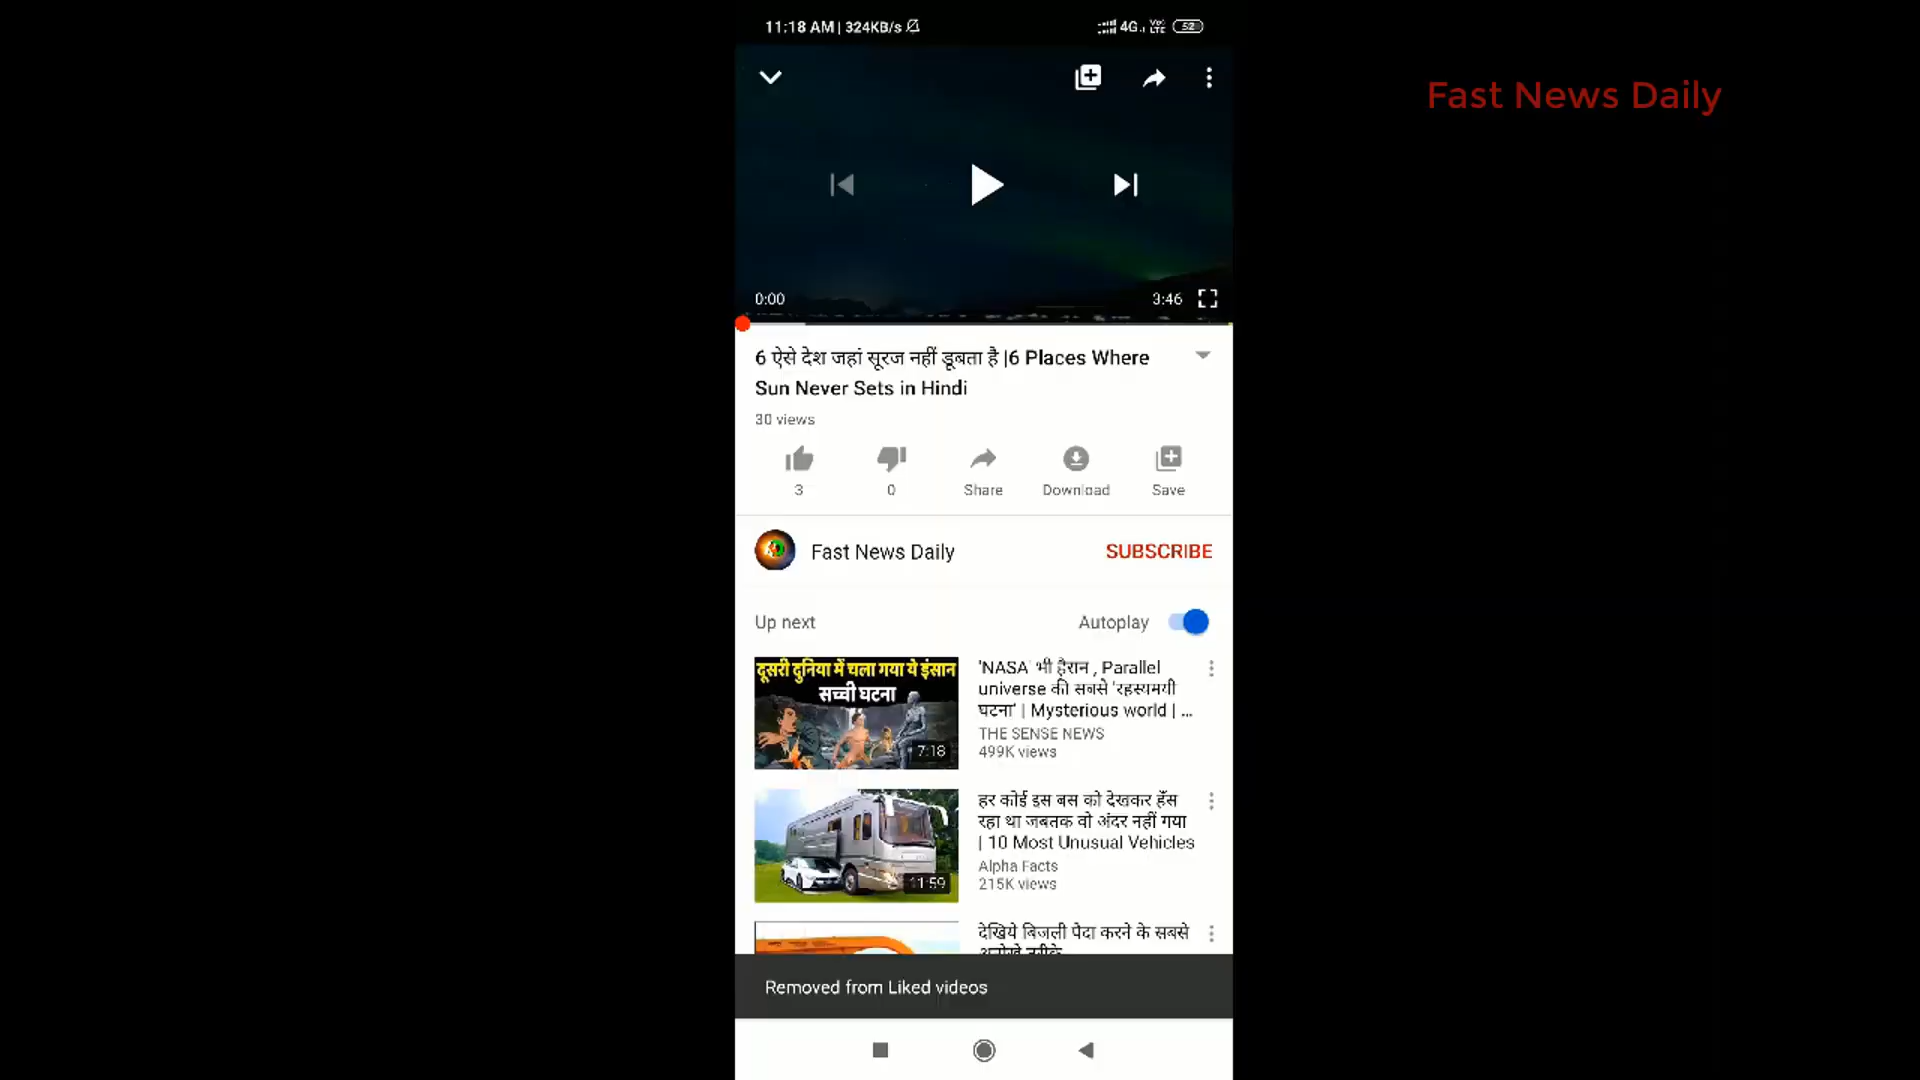 11:18 AM | 324KB/s
4G Vo LTE 52
Fast News Daily
0:00
3:46
6 ऐसे देश जहां सूरज नहीं डूबता है |6 Places Where
Sun Never Sets in Hindi
30 views
3
0
Share
Download
Save
Fast News Daily
SUBSCRIBE
Up next
Autoplay
दूसरी दुनिया में चला गया ये इंसान
सच्ची घटना
7:18
'NASA' भी हैरान , Parallel
universe की सबसे 'रहस्यमयी
घटना' | Mysterious world | ...
THE SENSE NEWS
499K views
11:59
हर कोई इस बस को देखकर हँस
रहा था जबतक वो अंदर नहीं गया
| 10 Most Unusual Vehicles
Alpha Facts
215K views
देखिये बिजली पैदा करने के सबसे
Removed from Liked videos